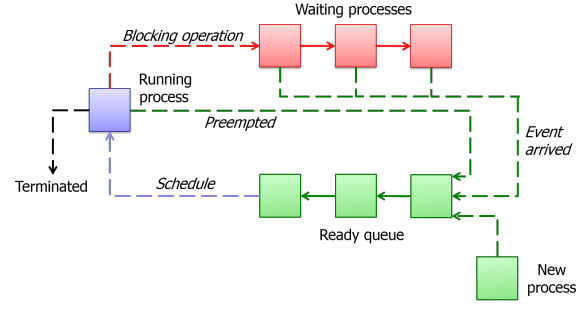 Waiting processes
Blocking operation
Running
process
Preempted
Event
arrived
Terminated
Schedule
Ready queue
New
process